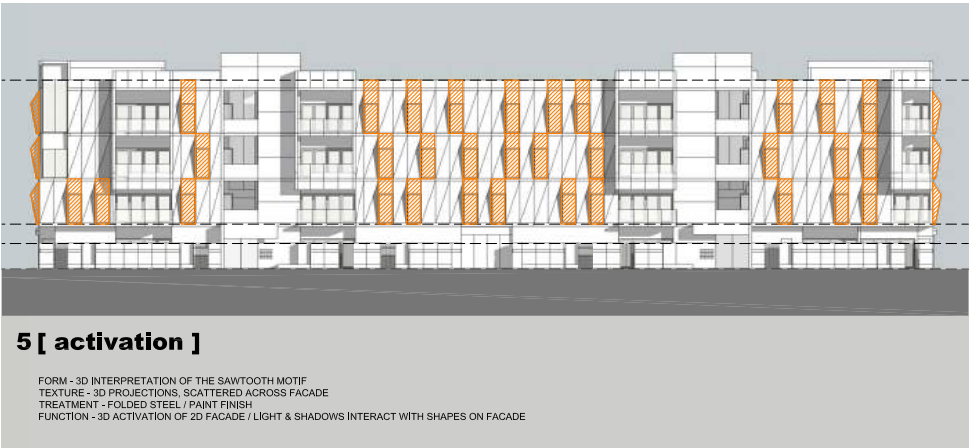 5 [ activation ]
FORM - 3D INTERPRETATION OF THE SAWTOOTH MOTIF
TEXTURE - 3D PROJECTIONS, SCATTERED ACROSS FACADE
TREATMENT - FOLDED STEEL / PAINT FINISH
FUNCTION - 3D ACTIVATION OF 2D FACADE / LIGHT & SHADOWS INTERACT WITH SHAPES ON FACADE